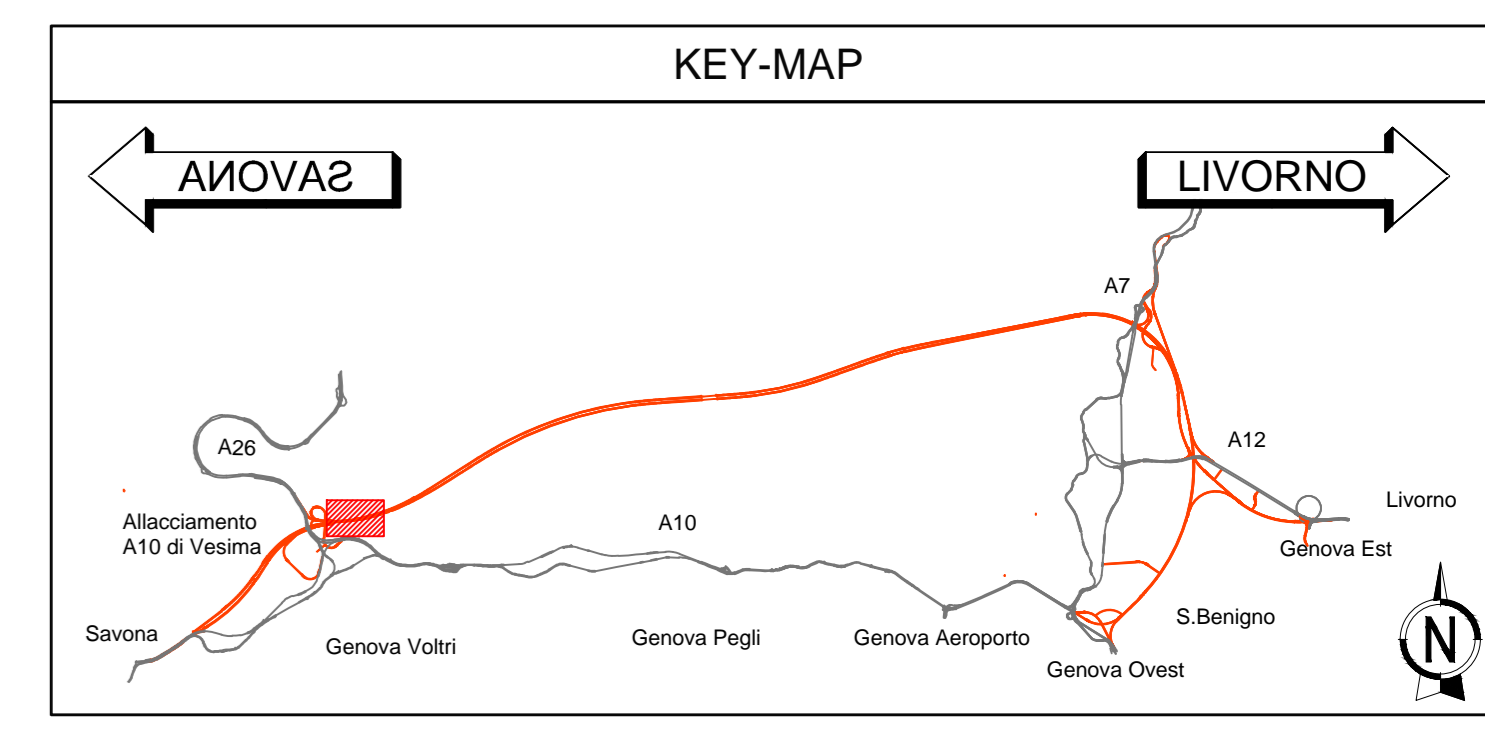 KEY-MAP
SAVONA
LIVORNO
A7
A26
A12
Livorno
Allacciamento
A10 di Vesima
A10
Genova Est
Savona
Genova Voltri
Genova Pegli
Genova Aeroporto
S.Benigno
Genova Ovest
N